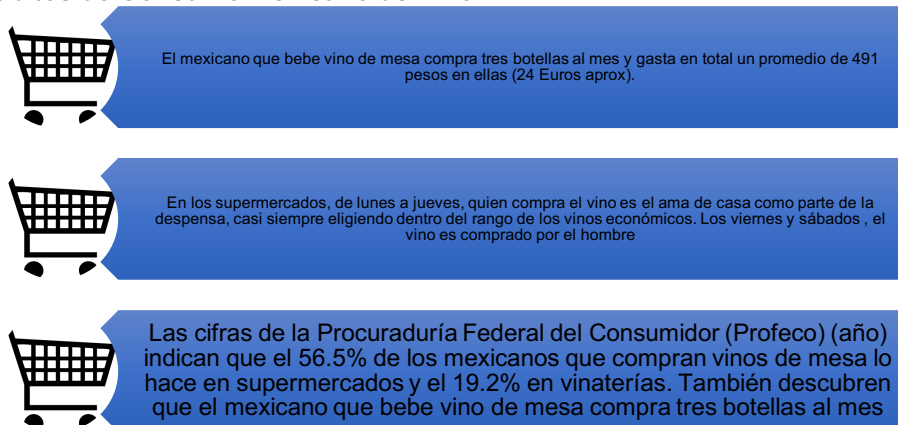 El mexicano que bebe vino de mesa compra tres botellas al mes y gasta en total un promedio de 491
pesos en ellas (24 Euros aprox).
En los supermercados, de lunes a jueves, quien compra el vino es el ama de casa como parte de la
despensa, casi siempre eligiendo dentro del rango de los vinos económicos. Los viernes y sábados , el
vino es comprado por el hombre
Las cifras de la Procuraduría Federal del Consumidor (Profeco) (año)
indican que el 56.5% de los mexicanos que compran vinos de mesa lo
hace en supermercados y el 19.2% en vinaterías. También descubren
que el mexicano que bebe vino de mesa compra tres botellas al mes